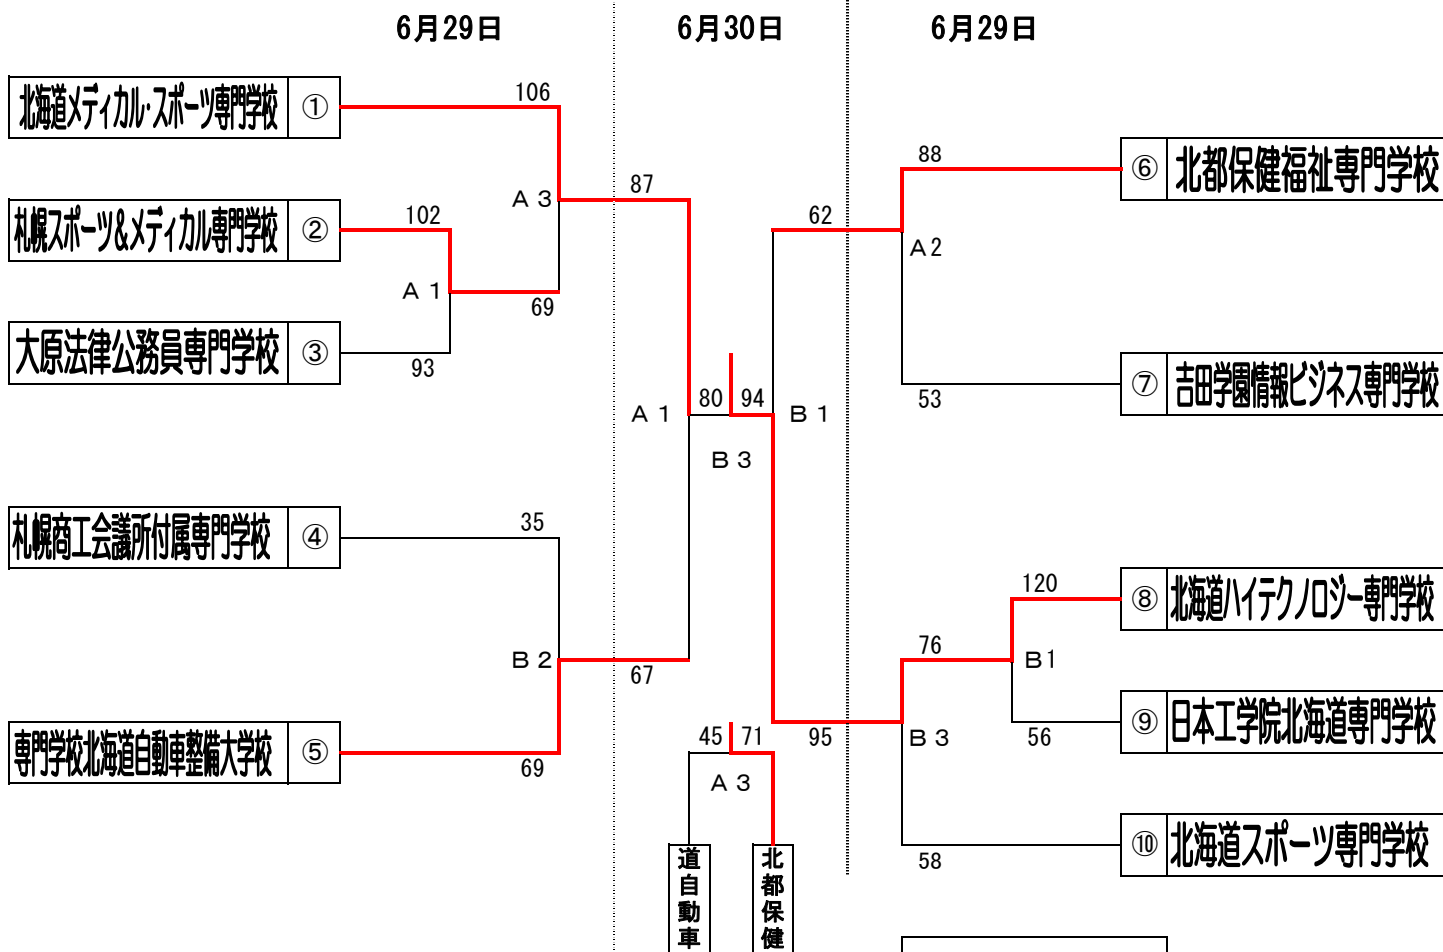 6月29日
6月30日
6月29日
北海道メディカル・スポーツ専門学校 ①
106
札幌スポーツ&メディカル専門学校 ②
102
A 3
87
A 1
69
大原法律公務員専門学校 ③
93
札幌商工会議所付属専門学校 ④
35
B 2
67
専門学校北海道自動車整備大学校 ⑤
69
A 1
80
94
B 1
B 3
62
95
45
71
A 3
道自動車
北都保健
88
⑥ 北都保健福祉専門学校
A2
53
⑦ 吉田学園情報ビジネス専門学校
120
⑧ 北海道ハイテクノロジー専門学校
76
B1
56
⑨ 日本工学院北海道専門学校
B 3
58
⑩ 北海道スポーツ専門学校